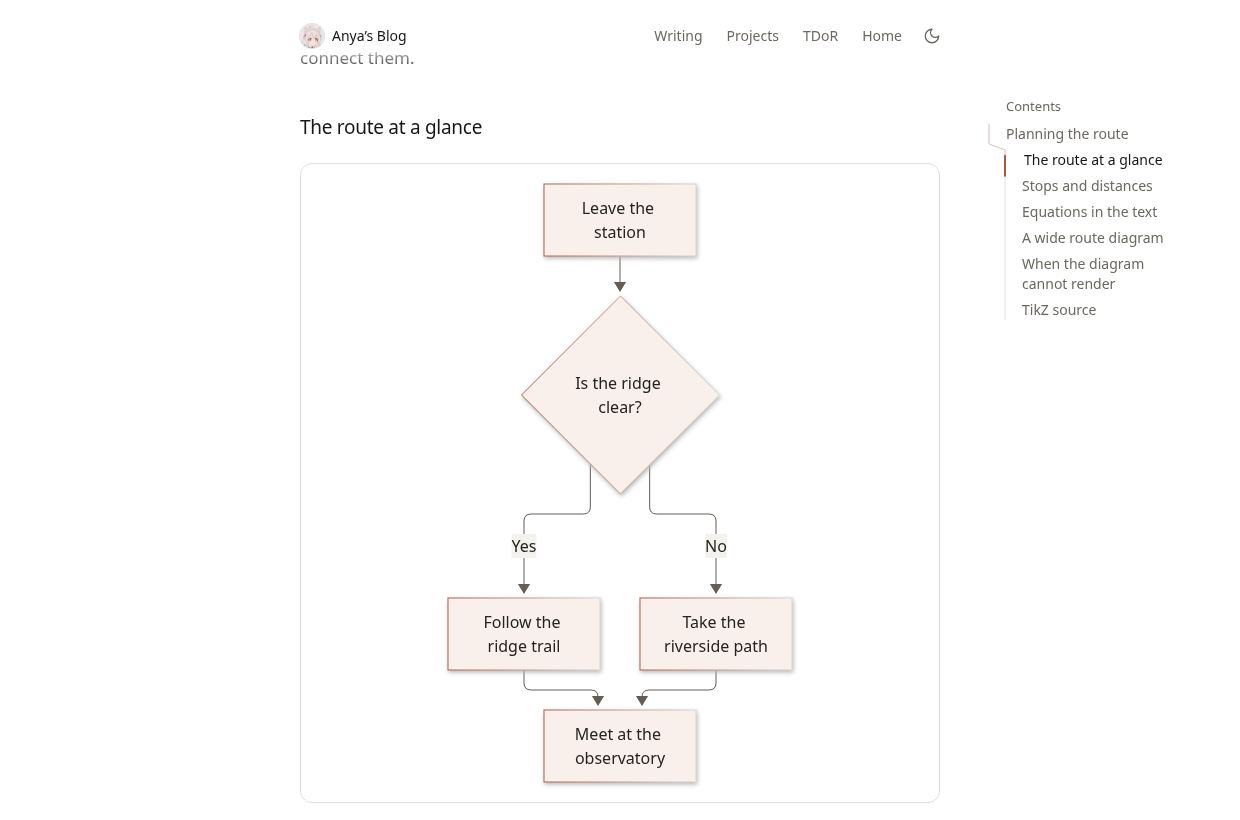 Anya's Blog
Writing
Projects
TDoR
Home
connect them.
The route at a glance
Leave the
station
Is the ridge
clear?
Yes
No
Follow the
ridge trail
Take the
riverside path
Meet at the
observatory
Contents
Planning the route
The route at a glance
Stops and distances
Equations in the text
A wide route diagram
When the diagram
cannot render
TikZ source